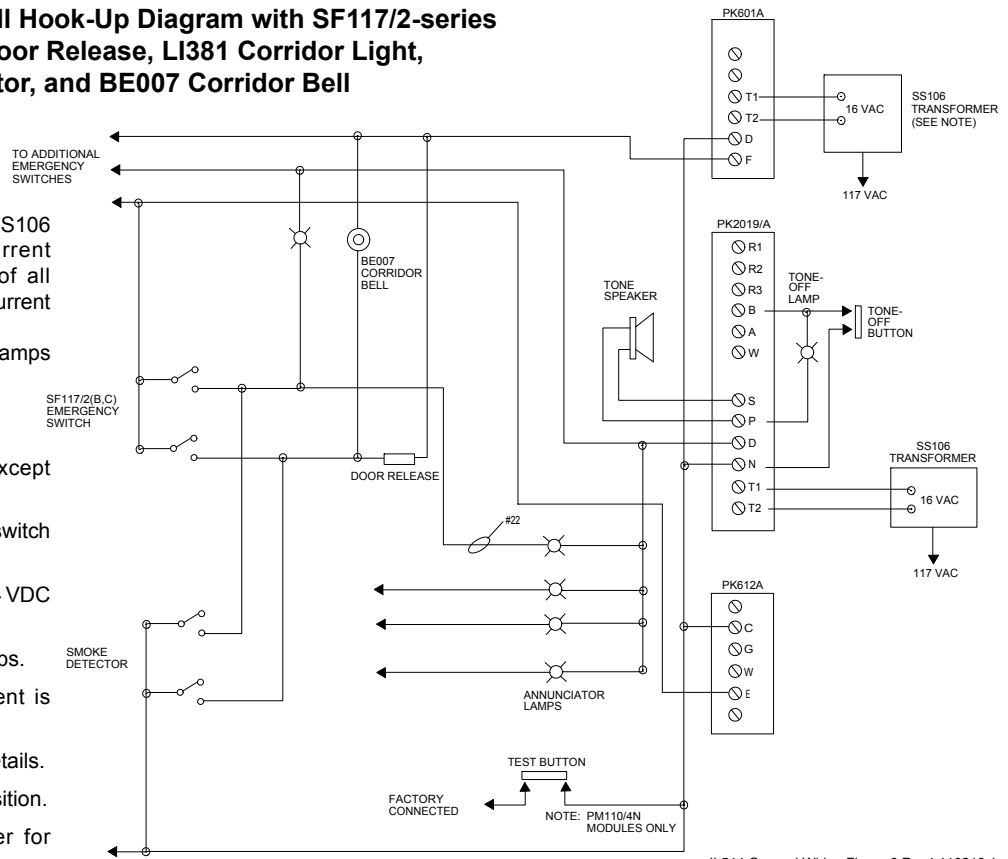 ll Hook-Up Diagram with SF117/2-series
oor Release, LI381 Corridor Light,
tor, and BE007 Corridor Bell
S106
rrent
of all
urrent
amps
xcept
switch
VDC
ps.
ent is
etails.
sition.
er for
TO ADDITIONAL
EMERGENCY
SWITCHES
BE007
CORRIDOR
BELL
SF117/2(B,C)
EMERGENCY
SWITCH
DOOR RELEASE
#22
SMOKE
DETECTOR
ANNUNCIATOR
LAMPS
TEST BUTTON
FACTORY
CONNECTED
NOTE: PM110/4N
MODULES ONLY
TONE
SPEAKER
PK601A
T1
T2
D
F
16 VAC
SS106
TRANSFORMER
(SEE NOTE)
117 VAC
PK2019/A
R1
R2
R3
B
A
W
S
P
D
N
T1
T2
TONE-
OFF
LAMP
TONE-
OFF
BUTTON
SS106
TRANSFORMER
16 VAC
117 VAC
PK612A
C
G
W
E